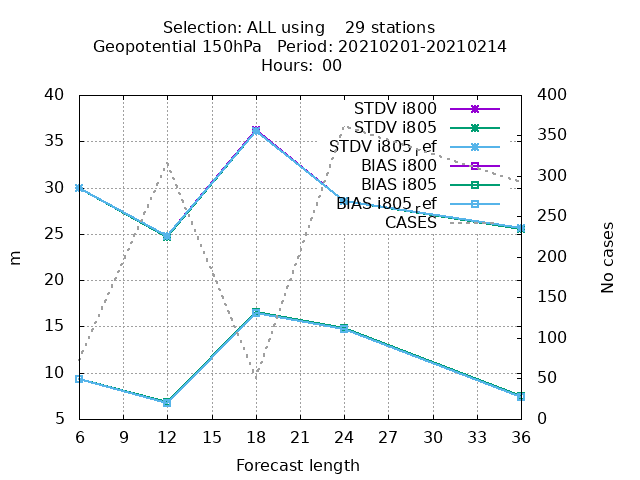 Selection: ALL using    29 stations
Geopotential 150hPa   Period: 20210201-20210214
Hours: 00
40 400
35 350
30 300
25 250
20 200
15 150
10 100
5 50
0
m
No cases
STDV i800
STDV i805
STDV i805ref
BIAS i800
BIAS i805
BIAS i805ref
CASES
6 9 12 15 18 21 24 27 30 33 36
Forecast length